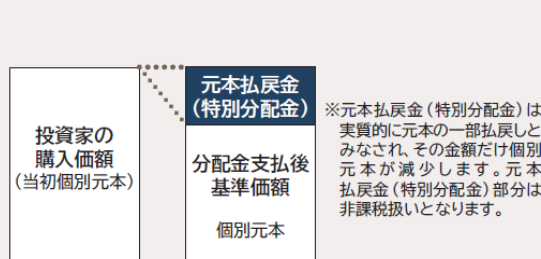 投資家の
購入価額
(当初個別元本)
元本払戻金
(特別分配金)
分配金支払後
基準価額
個別元本
※元本払戻金(特別分配金)は
実質的に元本の一部払戻しと
みなされ、その金額だけ個別
元本が減少します。元本
払戻金(特別分配金)部分は
非課税扱いとなります。